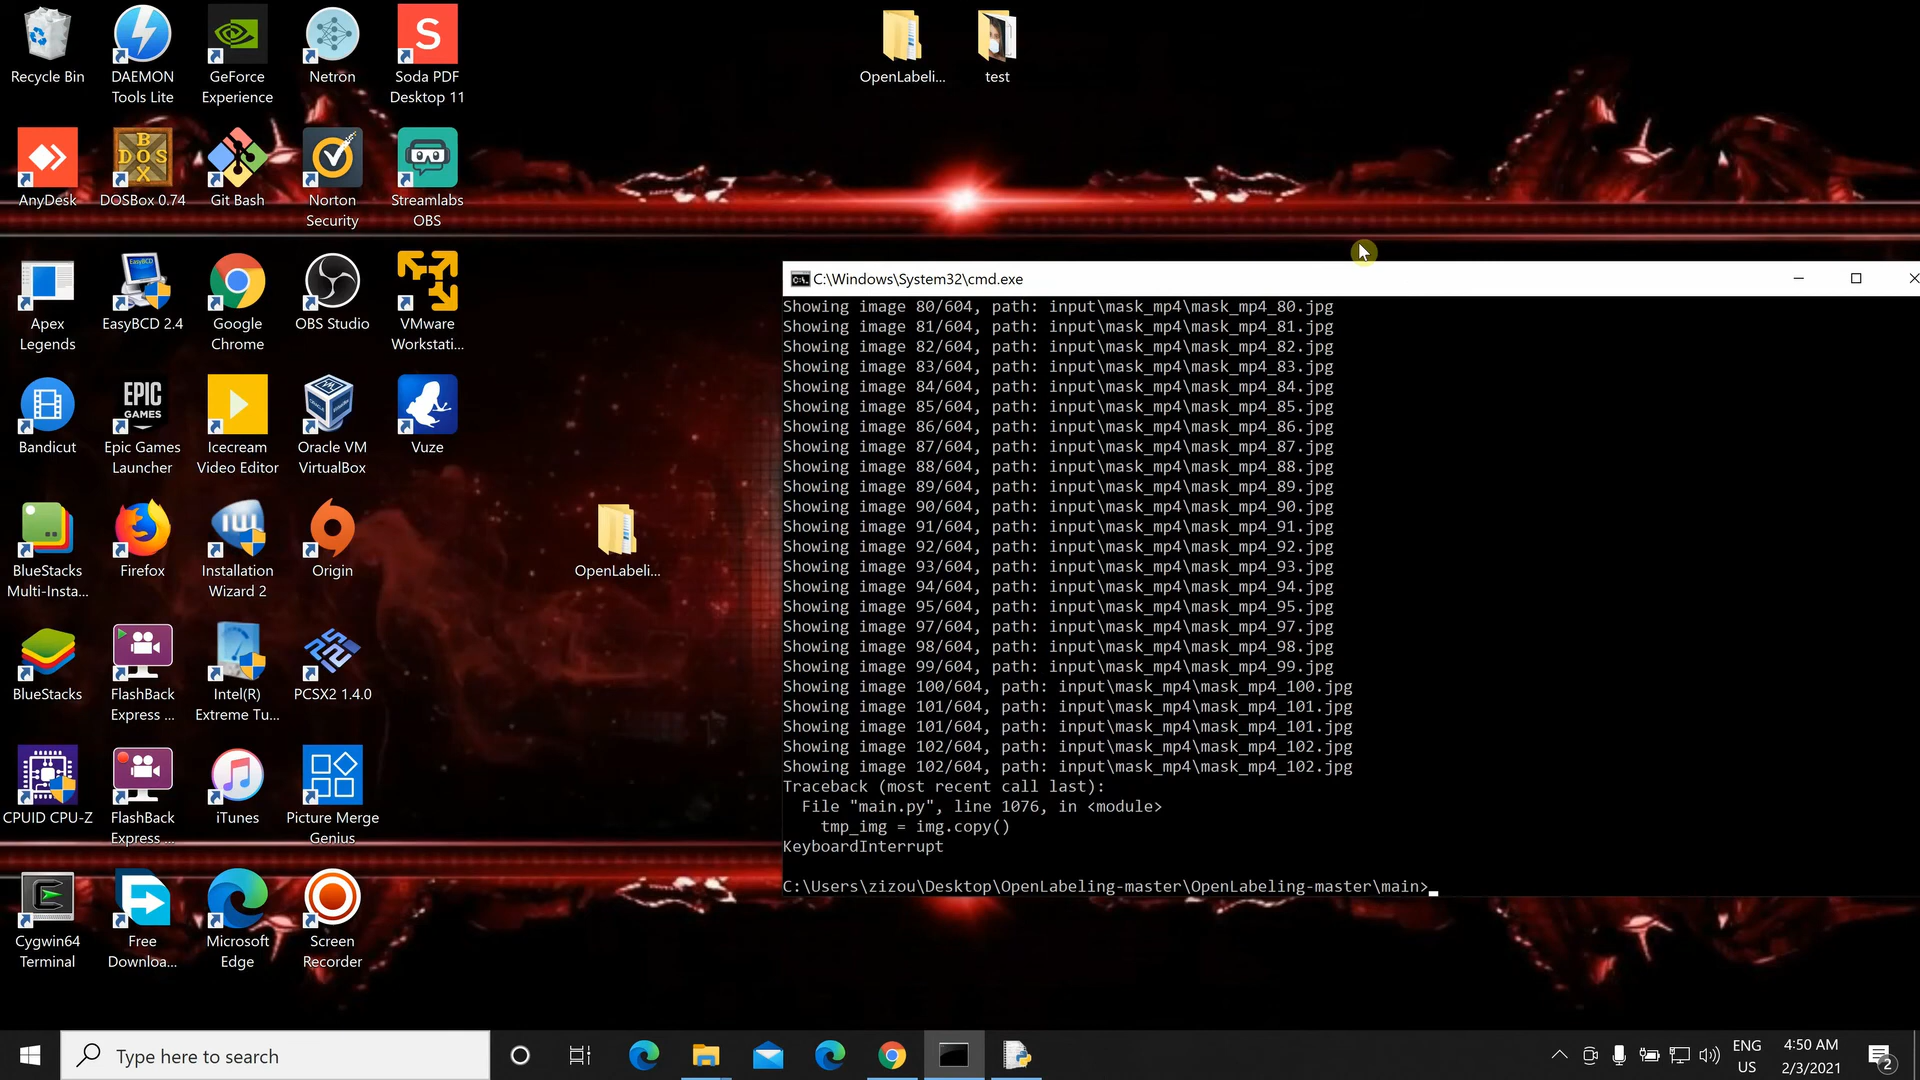 Recycle Bin
DAEMON
Tools Lite
GeForce
Experience
Netron
S
Soda PDF
Desktop 11
OpenLabeli...
test
AnyDesk
B
DOS
X
DOSBox 0.74
Git Bash
Norton
Security
Streamlabs
OBS
Apex
Legends
EasyBCD
EasyBCD 2.4
Google
Chrome
OBS Studio
VMware
Workstati...
Bandicut
EPIC
GAMES
Epic Games
Launcher
Icecream
Video Editor
Oracle VM
VirtualBox
Vuze
BlueStacks
Multi-Insta...
Firefox
Installation
Wizard 2
Origin
OpenLabeli...
BlueStacks
FlashBack
Express ...
Intel(R)
Extreme Tu...
PCSX2 1.4.0
CPUID CPU-Z
FlashBack
Express ...
iTunes
Picture Merge
Genius
Cygwin64
Terminal
Free
Downloa...
Microsoft
Edge
Screen
Recorder
C:\Windows\System32\cmd.exe
Showing image 80/604, path: input\mask_mp4\mask_mp4_80.jpg
Showing image 81/604, path: input\mask_mp4\mask_mp4_81.jpg
Showing image 82/604, path: input\mask_mp4\mask_mp4_82.jpg
Showing image 83/604, path: input\mask_mp4\mask_mp4_83.jpg
Showing image 84/604, path: input\mask_mp4\mask_mp4_84.jpg
Showing image 85/604, path: input\mask_mp4\mask_mp4_85.jpg
Showing image 86/604, path: input\mask_mp4\mask_mp4_86.jpg
Showing image 87/604, path: input\mask_mp4\mask_mp4_87.jpg
Showing image 88/604, path: input\mask_mp4\mask_mp4_88.jpg
Showing image 89/604, path: input\mask_mp4\mask_mp4_89.jpg
Showing image 90/604, path: input\mask_mp4\mask_mp4_90.jpg
Showing image 91/604, path: input\mask_mp4\mask_mp4_91.jpg
Showing image 92/604, path: input\mask_mp4\mask_mp4_92.jpg
Showing image 93/604, path: input\mask_mp4\mask_mp4_93.jpg
Showing image 94/604, path: input\mask_mp4\mask_mp4_94.jpg
Showing image 95/604, path: input\mask_mp4\mask_mp4_95.jpg
Showing image 97/604, path: input\mask_mp4\mask_mp4_97.jpg
Showing image 98/604, path: input\mask_mp4\mask_mp4_98.jpg
Showing image 99/604, path: input\mask_mp4\mask_mp4_99.jpg
Showing image 100/604, path: input\mask_mp4\mask_mp4_100.jpg
Showing image 101/604, path: input\mask_mp4\mask_mp4_101.jpg
Showing image 101/604, path: input\mask_mp4\mask_mp4_101.jpg
Showing image 102/604, path: input\mask_mp4\mask_mp4_102.jpg
Showing image 102/604, path: input\mask_mp4\mask_mp4_102.jpg
Traceback (most recent call last):
File "main.py", line 1076, in <module>
tmp_img = img.copy()
KeyboardInterrupt
C:\Users\zizou\Desktop\OpenLabeling-master\OpenLabeling-master\main>
Type here to search
ENG
US
4:50 AM
2/3/2021
2